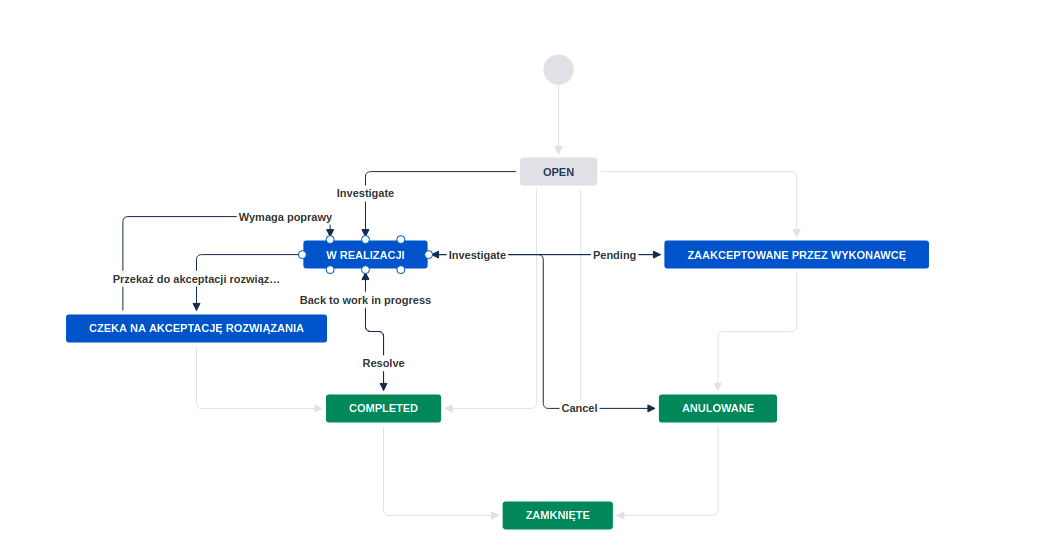 OPEN
Investigate
Wymaga poprawy
W REALIZACJI
Investigate
Pending
ZAAKCEPTOWANE PRZEZ WYKONAWCĘ
Przekaż do akceptacji rozwiąz...
Back to work in progress
CZEKA NA AKCEPTACJĘ ROZWIĄZANIA
Resolve
COMPLETED
Cancel
ANULOWANE
ZAMKNIĘTE